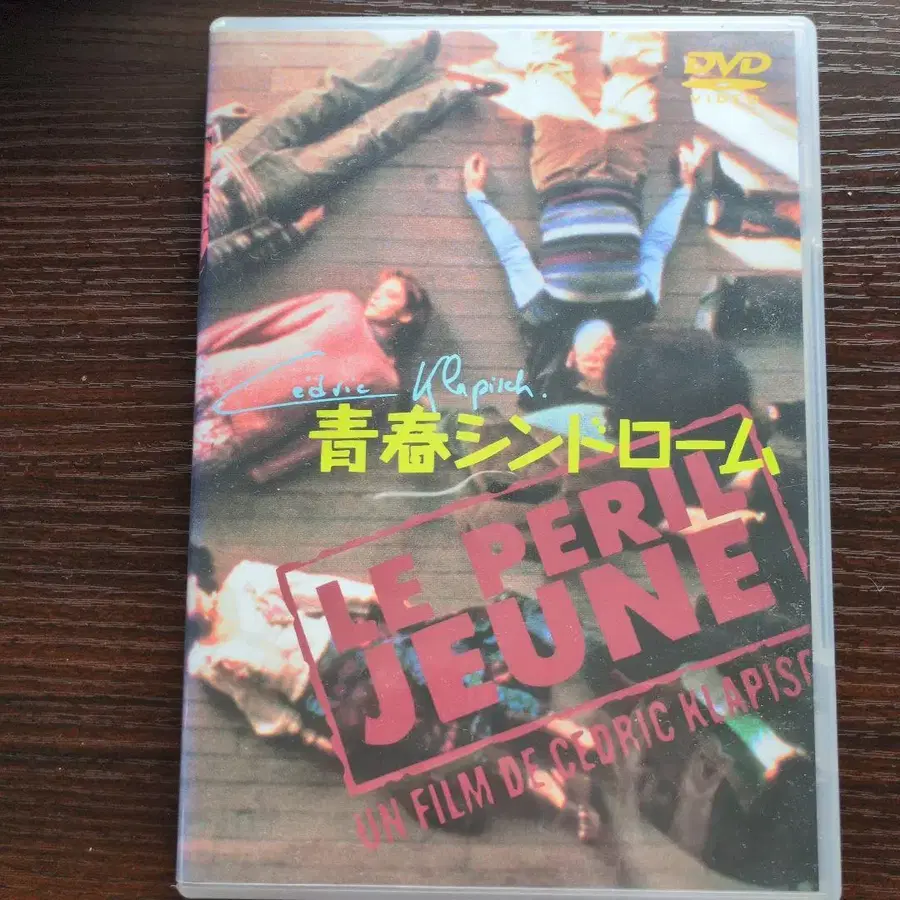 DVD
VIDEO
Cedric Klapisch.
青春シンドローム
LE PERIL
JEUNE
UN FILM DE CEDRIC KLAPISC